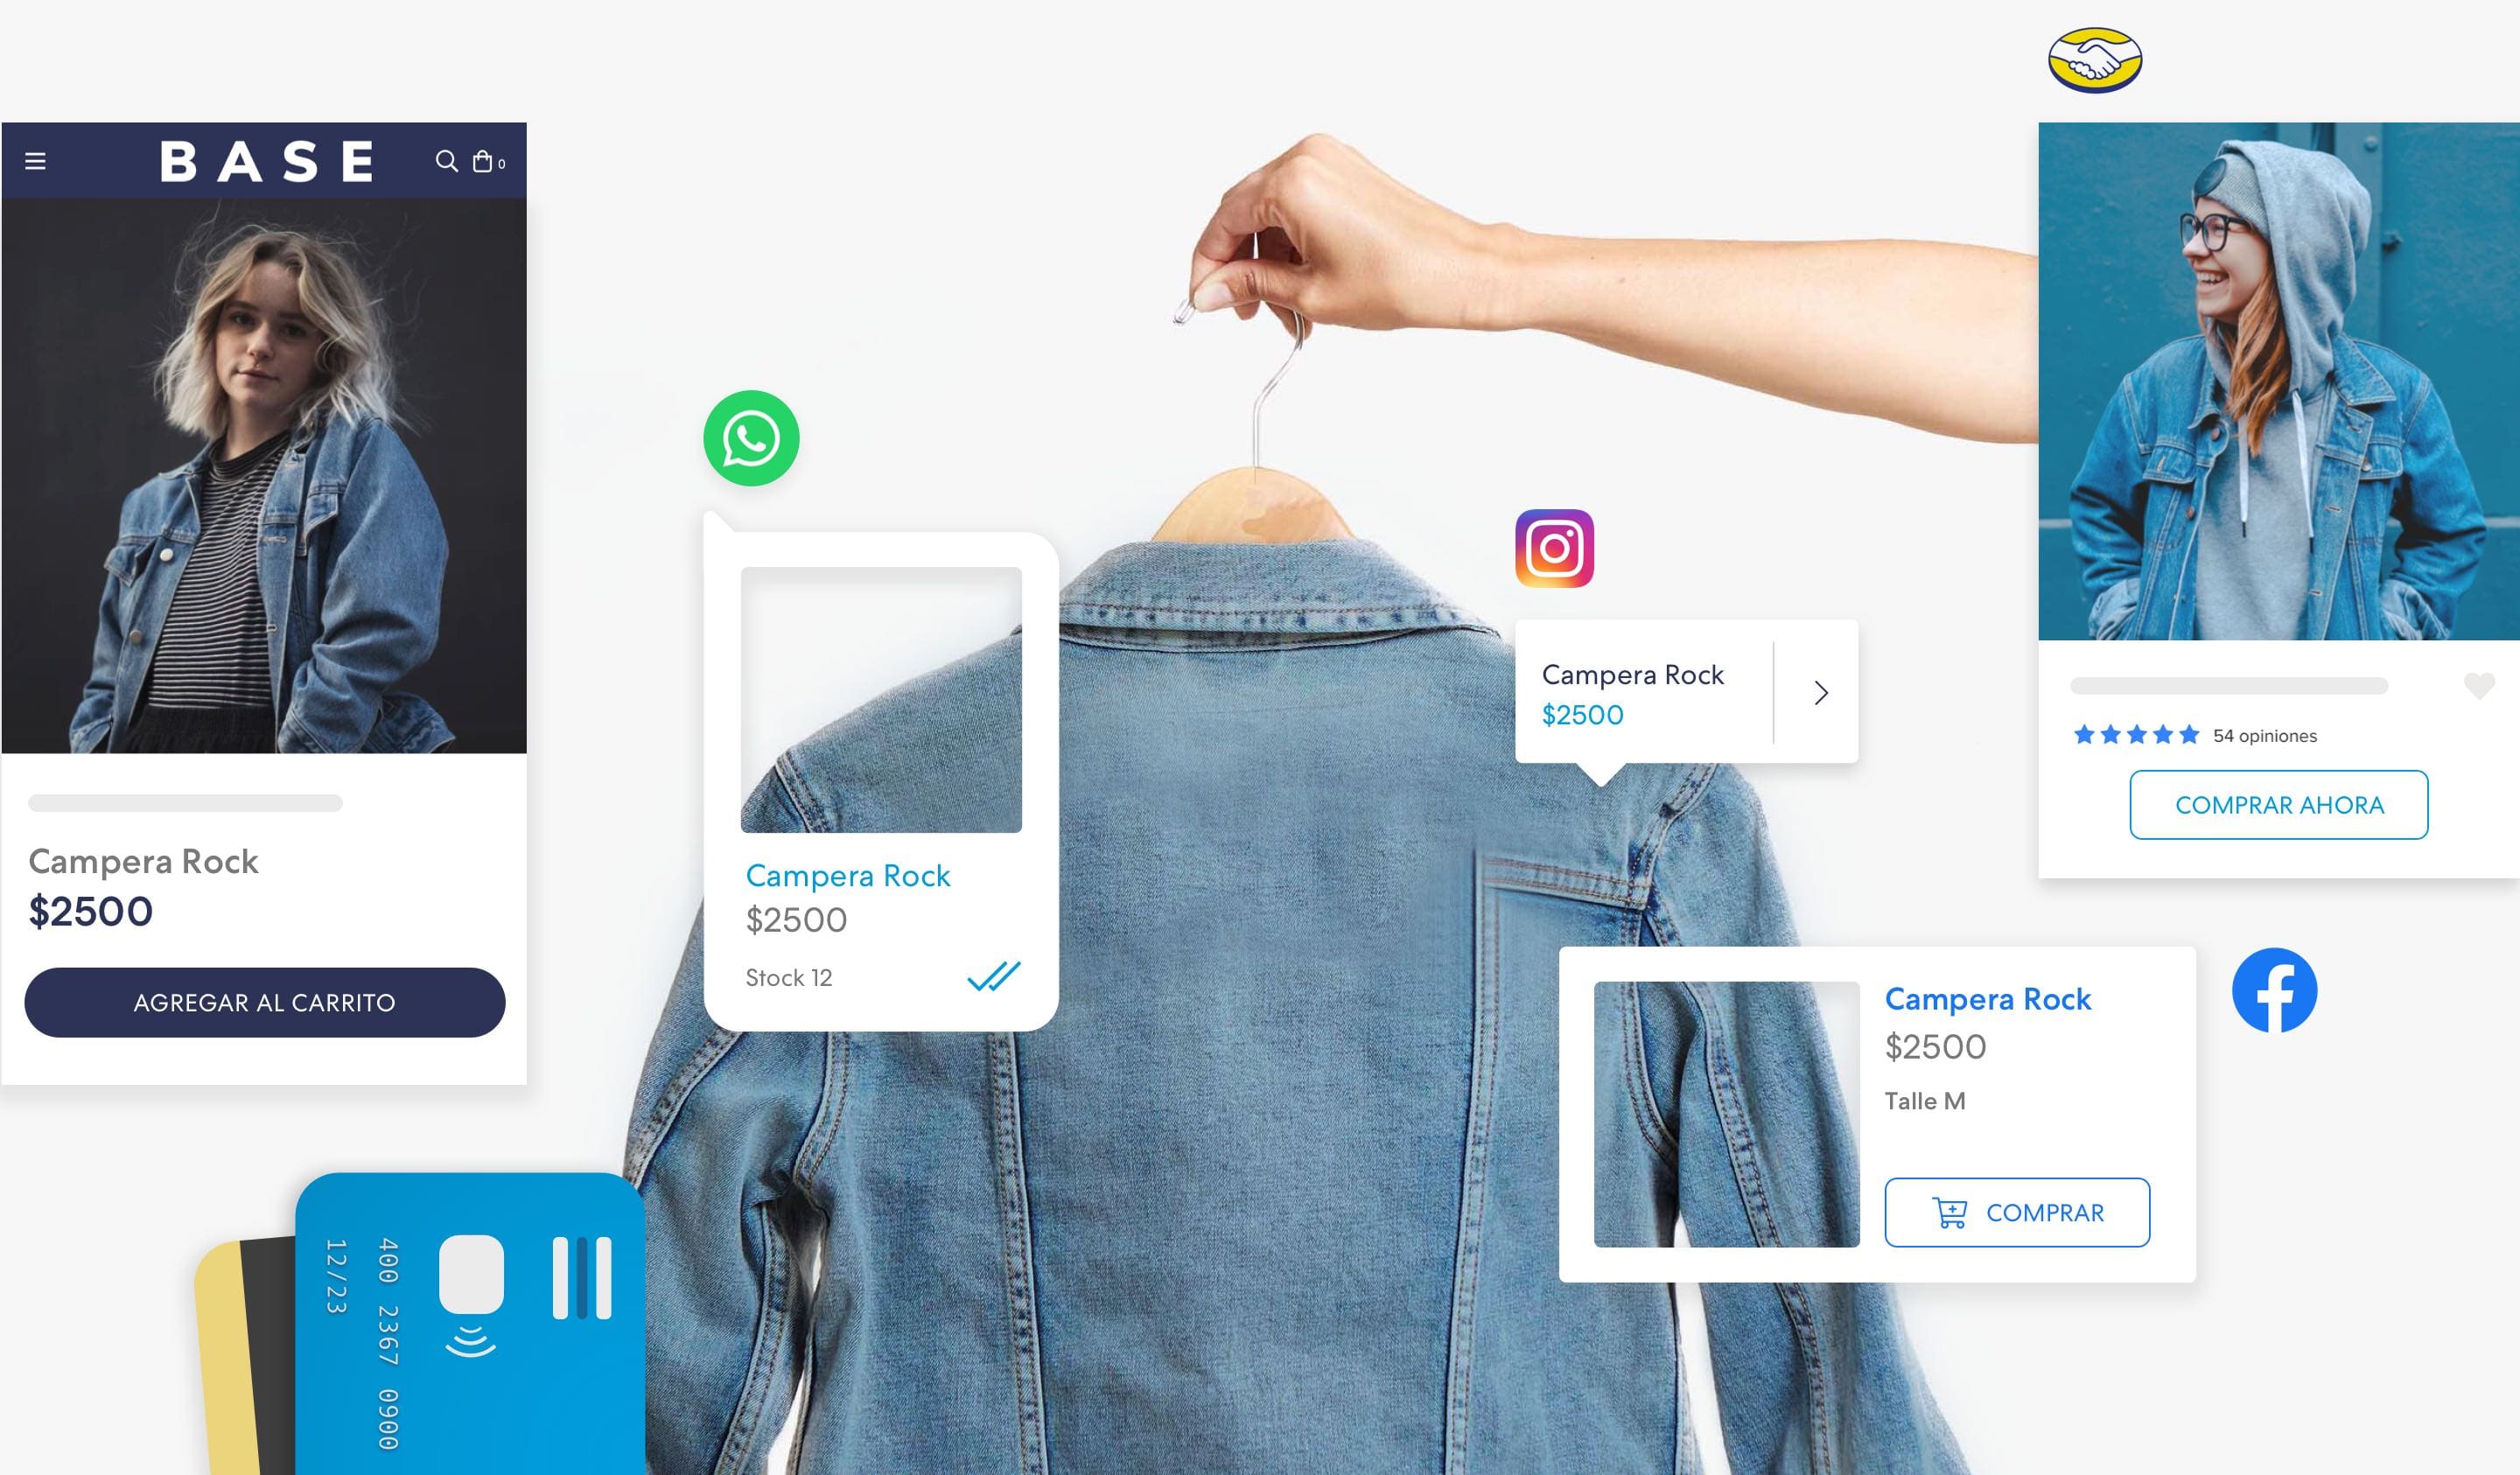 BASE
0
Campera Rock
$2500
AGREGAR AL CARRITO
12/23
400 2367 0900
Campera Rock
$2500
Stock 12
Campera Rock
$2500
54 opiniones
COMPRAR AHORA
Campera Rock
$2500
Talle M
COMPRAR